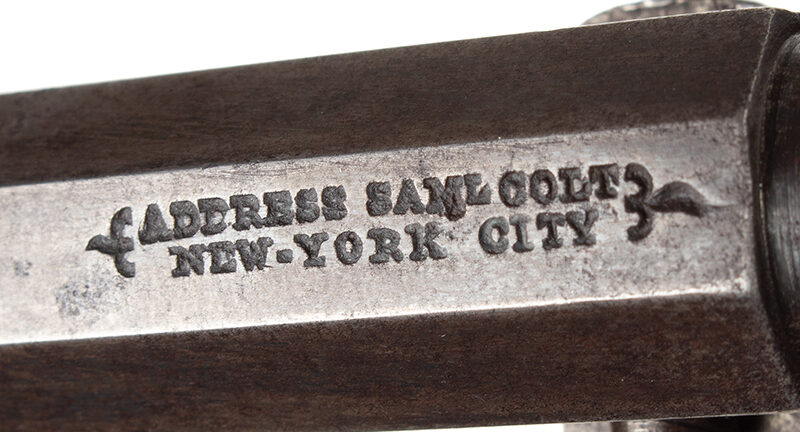 ADDRESS SAML COLT
NEW-YORK CITY